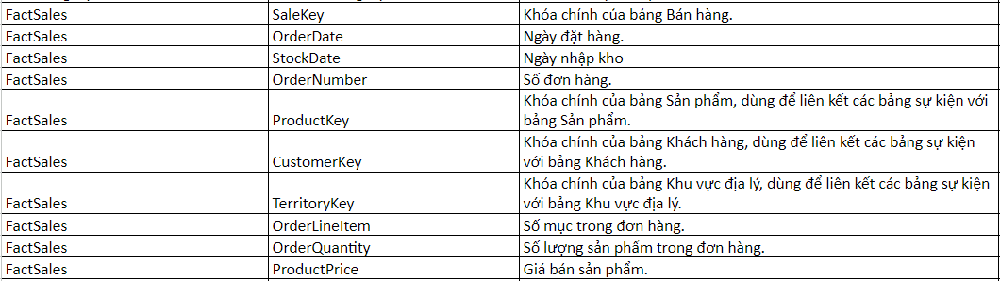 FactSales SaleKey Khóa chính của bảng Bán hàng.
FactSales OrderDate Ngày đặt hàng.
FactSales StockDate Ngày nhập kho
FactSales OrderNumber Số đơn hàng.
Khóa chính của bảng Sản phẩm, dùng để liên kết các bảng sự kiện với
FactSales ProductKey bảng Sản phẩm.
Khóa chính của bảng Khách hàng, dùng để liên kết các bảng sự kiện
FactSales CustomerKey với bảng Khách hàng.
Khóa chính của bảng Khu vực địa lý, dùng để liên kết các bảng sự kiện
FactSales TerritoryKey với bảng Khu vực địa lý.
FactSales OrderLineItem Số mục trong đơn hàng.
FactSales OrderQuantity Số lượng sản phẩm trong đơn hàng.
FactSales ProductPrice Giá bán sản phẩm.